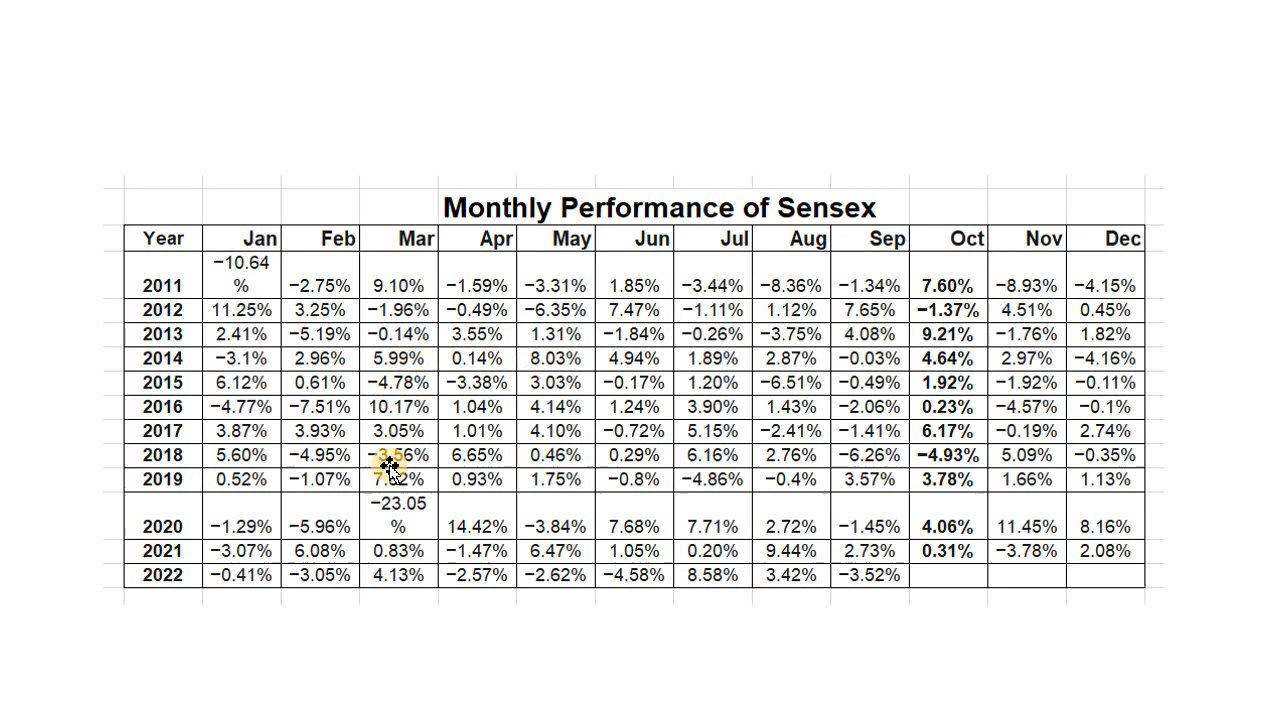 Monthly Performance of Sensex
Year Jan Feb Mar Apr May Jun Jul Aug Sep Oct Nov Dec
2011 −10.64% −2.75% 9.10% −1.59% −3.31% 1.85% −3.44% −8.36% −1.34% 7.60% −8.93% −4.15%
2012 11.25% 3.25% −1.96% −0.49% −6.35% 7.47% −1.11% 1.12% 7.65% −1.37% 4.51% 0.45%
2013 2.41% −5.19% −0.14% 3.55% 1.31% −1.84% −0.26% −3.75% 4.08% 9.21% −1.76% 1.82%
2014 −3.1% 2.96% 5.99% 0.14% 8.03% 4.94% 1.89% 2.87% −0.03% 4.64% 2.97% −4.16%
2015 6.12% 0.61% −4.78% −3.38% 3.03% −0.17% 1.20% −6.51% −0.49% 1.92% −1.92% −0.11%
2016 −4.77% −7.51% 10.17% 1.04% 4.14% 1.24% 3.90% 1.43% −2.06% 0.23% −4.57% −0.1%
2017 3.87% 3.93% 3.05% 1.01% 4.10% −0.72% 5.15% −2.41% −1.41% 6.17% −0.19% 2.74%
2018 5.60% −4.95% −3.56% 6.65% 0.46% 0.29% 6.16% 2.76% −6.26% −4.93% 5.09% −0.35%
2019 0.52% −1.07% 0.93% 1.75% −0.8% −4.86% −0.4% 3.57% 3.78% 1.66% 1.13%
2020 −1.29% −5.96% −23.05% 14.42% −3.84% 7.68% 7.71% 2.72% −1.45% 4.06% 11.45% 8.16%
2021 −3.07% 6.08% 0.83% −1.47% 6.47% 1.05% 0.20% 9.44% 2.73% 0.31% −3.78% 2.08%
2022 −0.41% −3.05% 4.13% −2.57% −2.62% −4.58% 8.58% 3.42% −3.52%